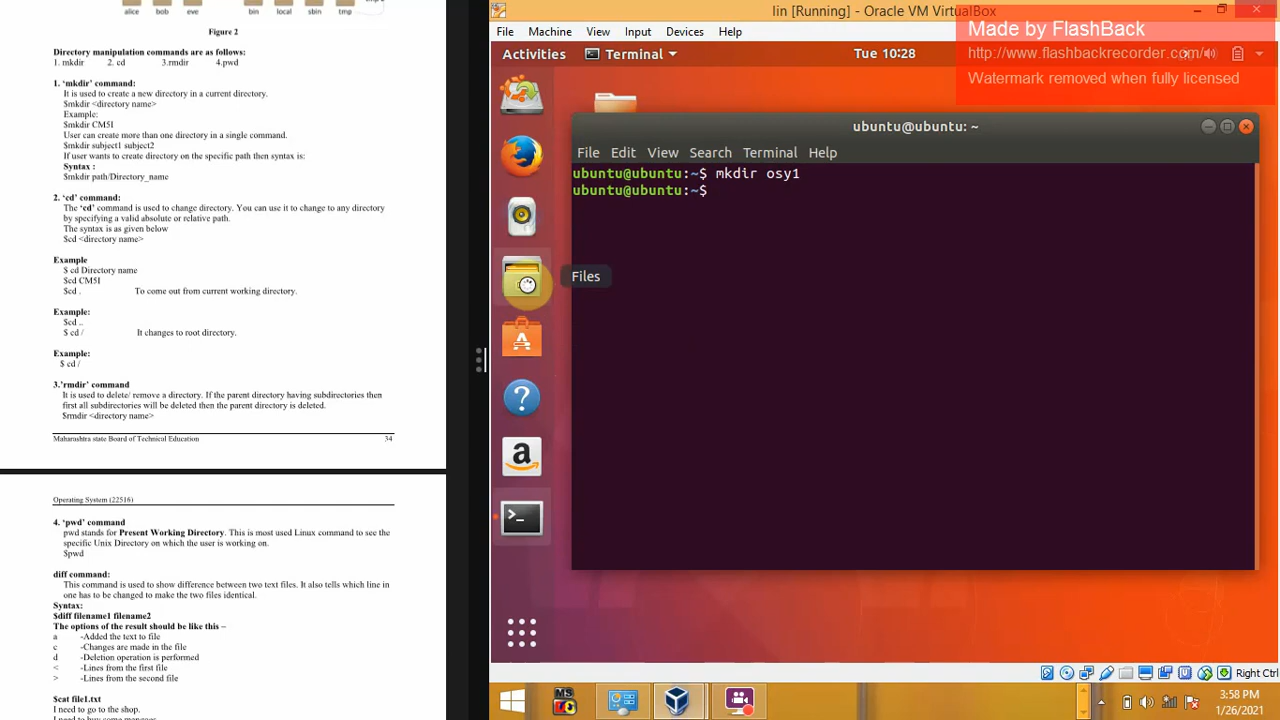 alice bob eve bin local sbin tmp
Figure 2
Directory manipulation commands are as follows:
1. mkdir 2. cd 3.rmdir 4.pwd
1. ‘mkdir’ command:
It is used to create a new directory in a current directory.
$mkdir <directory name>
Example:
$mkdir CM5I
User can create more than one directory in a single command.
$mkdir subject1 subject2
If user wants to create directory on the specific path then syntax is:
Syntax :
$mkdir path/Directory_name
2. ‘cd’ command:
The ‘cd’ command is used to change directory. You can use it to change to any directory
by specifying a valid absolute or relative path.
The syntax is as given below
$cd <directory name>
Example
$ cd Directory name
$cd CM5I
$cd . To come out from current working directory.
Example:
$cd ..
$ cd / It changes to root directory.
Example:
$ cd /
3.’rmdir’ command
It is used to delete/ remove a directory. If the parent directory having subdirectories then
first all subdirectories will be deleted then the parent directory is deleted.
$rmdir <directory name>
Maharashtra state Board of Technical Education 34
Operating System (22516)
4. ‘pwd’ command
pwd stands for Present Working Directory. This is most used Linux command to see the
specific Unix Directory on which the user is working on.
$pwd
diff command:
This command is used to show difference between two text files. It also tells which line in
one has to be changed to make the two files identical.
Syntax:
$diff filename1 filename2
The options of the result should be like this –
a -Added the text to file
c -Changes are made in the file
d -Deletion operation is performed
< -Lines from the first file
> -Lines from the second file
$cat file1.txt
I need to go to the shop.
I need to buy some
lin [Running] - Oracle VM VirtualBox
File Machine View Input Devices Help
Made by FlashBack
http://www.flashbackrecorder.com/
Watermark removed when fully licensed
Activities Terminal Tue 10:28
ubuntu@ubuntu: ~
File Edit View Search Terminal Help
ubuntu@ubuntu:~$ mkdir osy1
ubuntu@ubuntu:~$
Files
Right Ctrl
MS
3:58 PM
1/26/2021